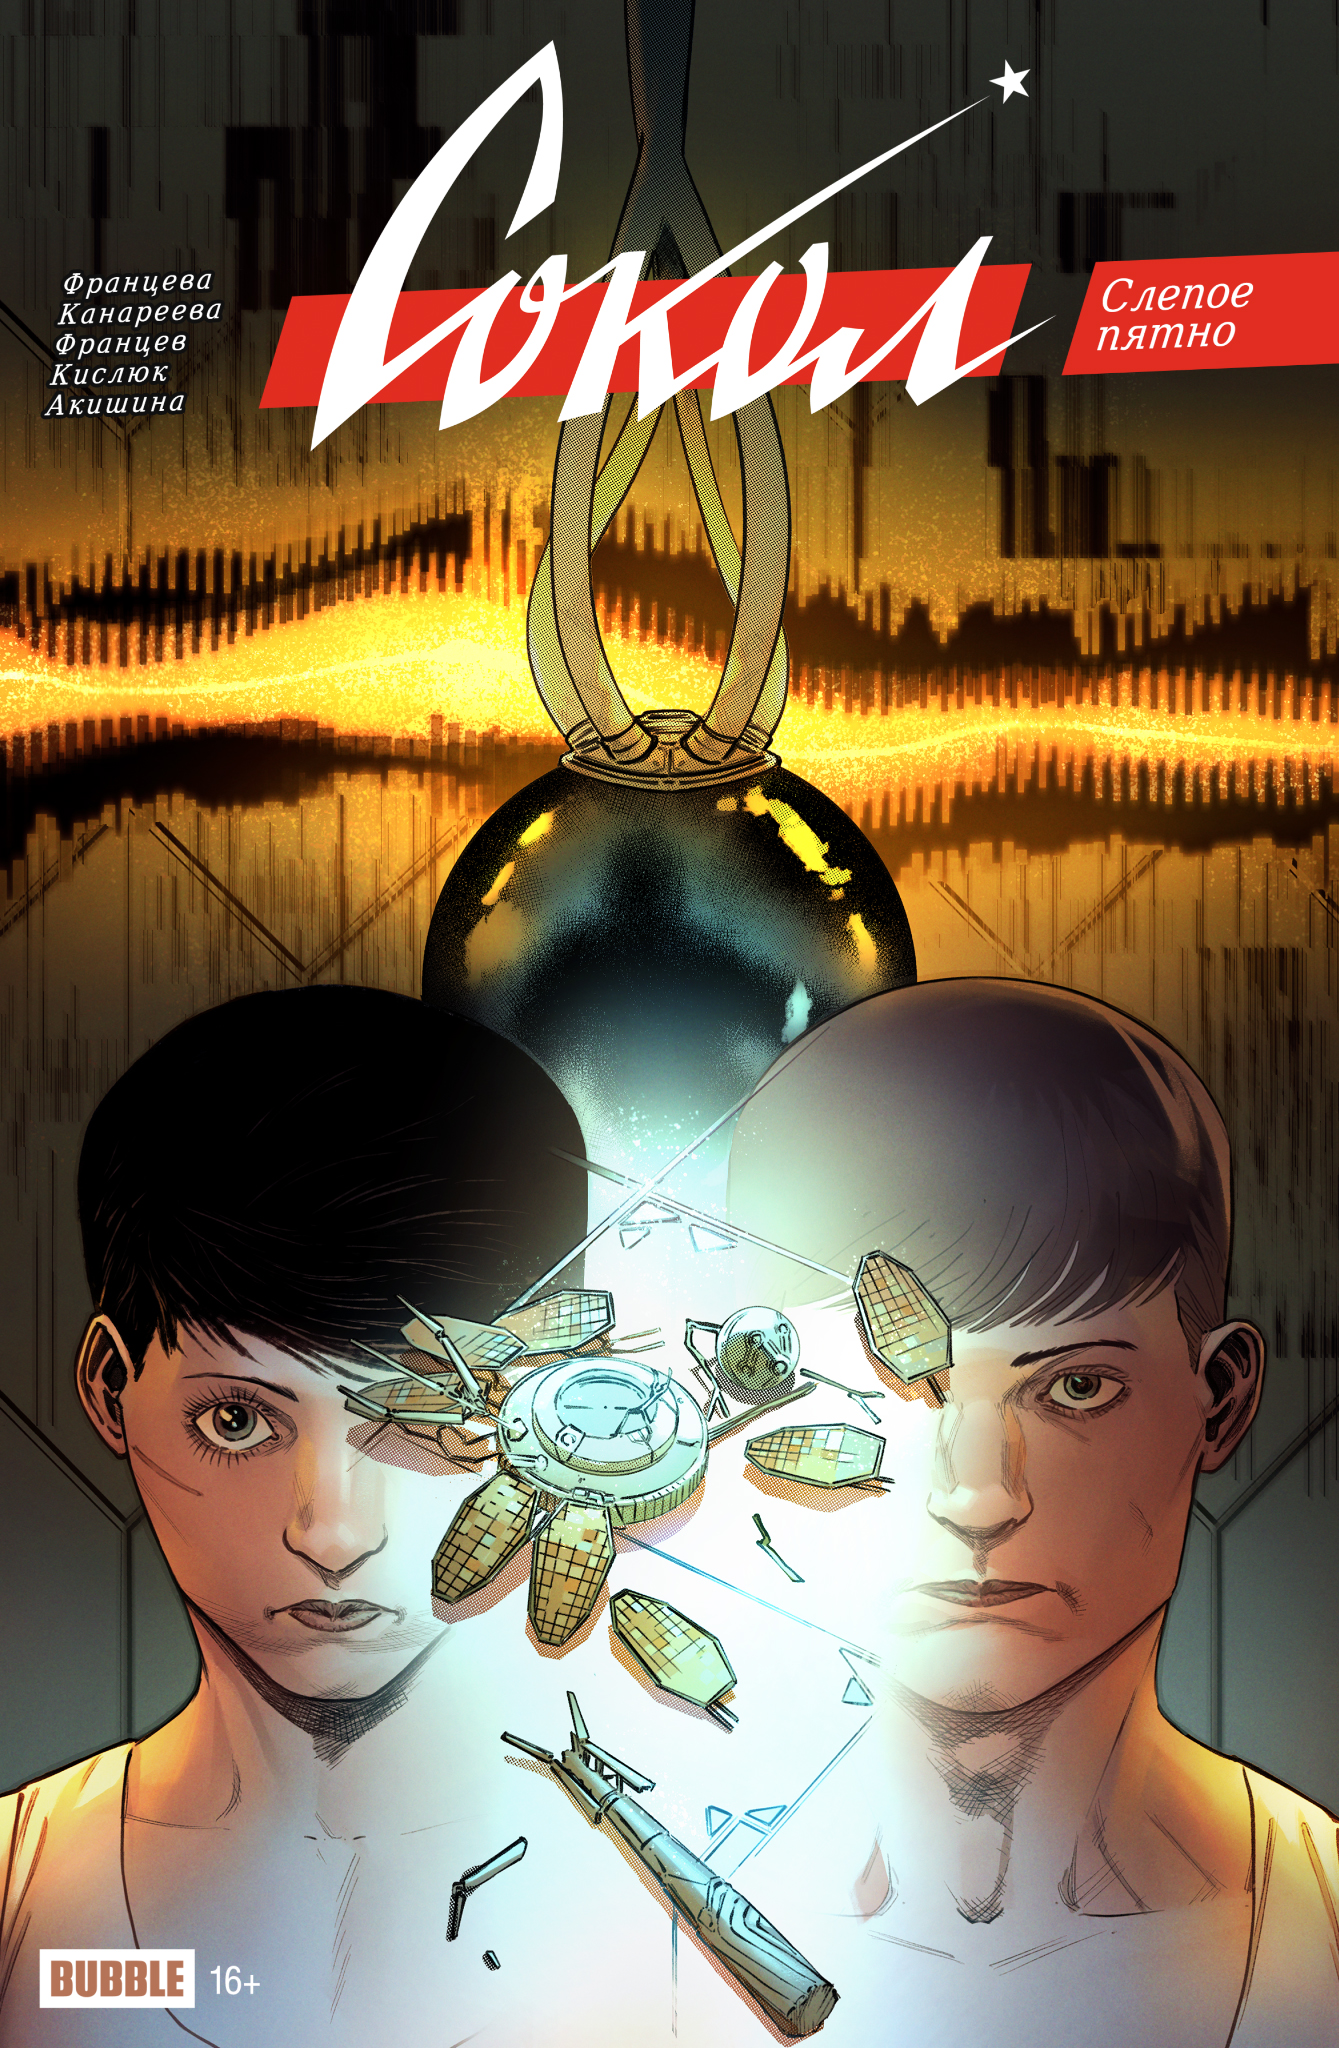 Сокол
Слепое
пятно
Францева
Канареева
Францев
Кислюк
Акишина
BUBBLE 16+